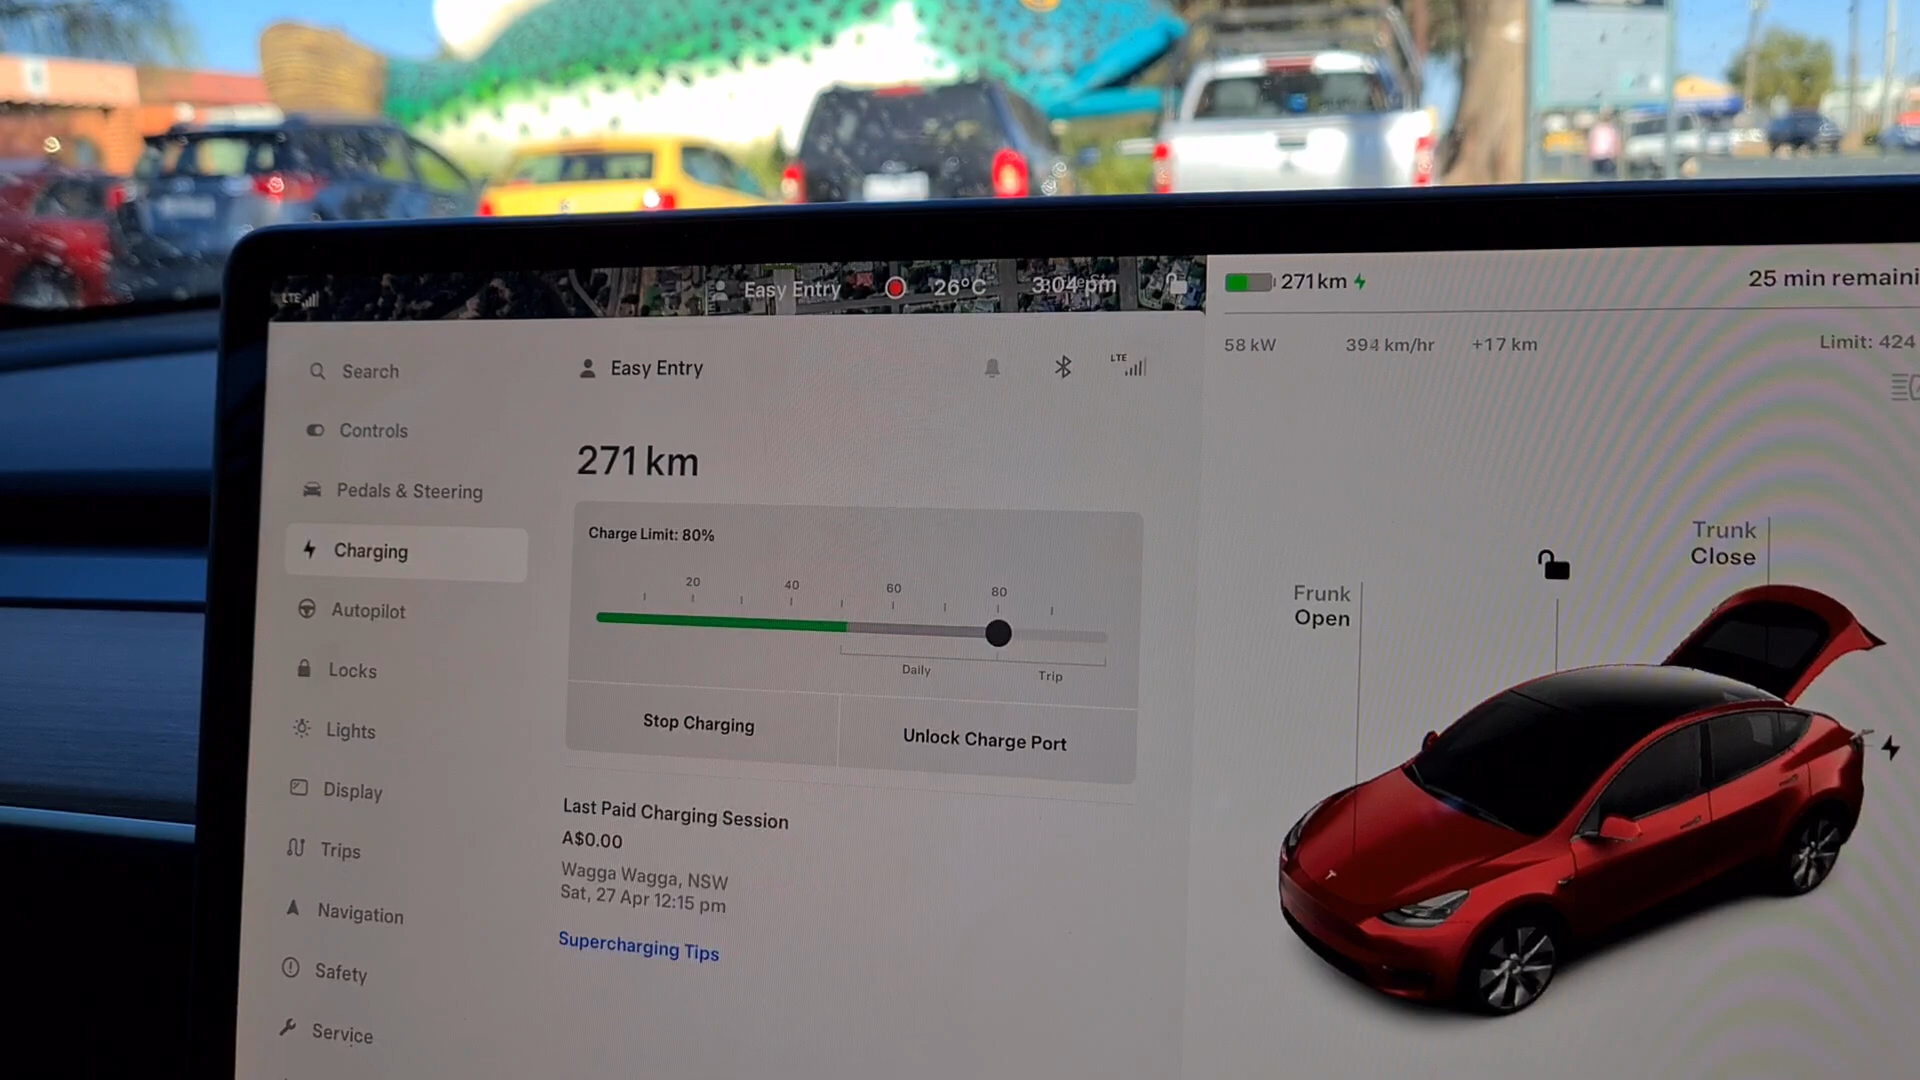 LTE
Easy Entry
26°C
3:04 pm
271 km
25 min remaini
58 kW
394 km/hr
+17 km
Limit: 424
Search
Controls
Pedals & Steering
Charging
Autopilot
Locks
Lights
Display
Trips
Navigation
Safety
Service
Easy Entry
LTE
271 km
Charge Limit: 80%
20 40 60 80
Daily
Trip
Stop Charging
Unlock Charge Port
Last Paid Charging Session
A$0.00
Wagga Wagga, NSW
Sat, 27 Apr 12:15 pm
Supercharging Tips
Frunk
Open
Trunk
Close